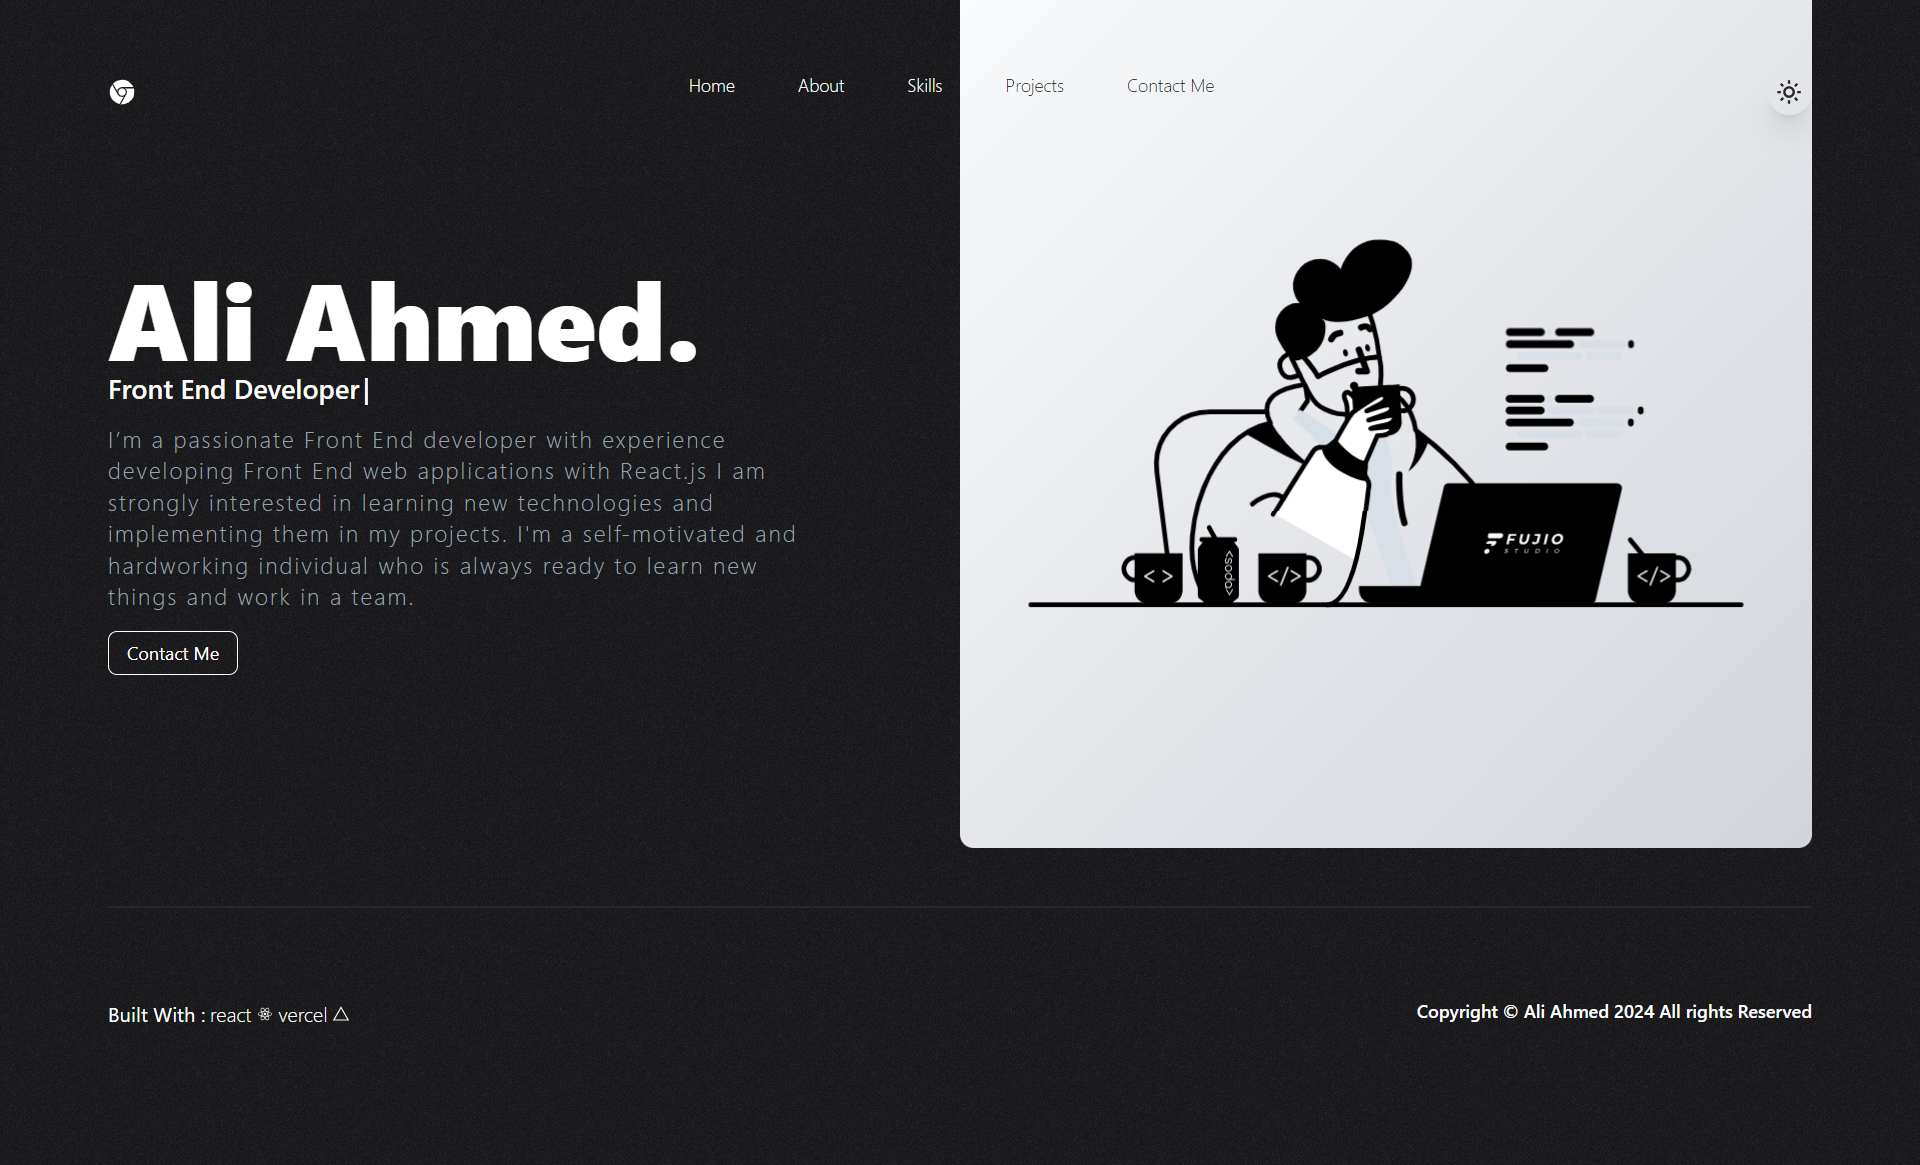 Home About Skills Projects Contact Me
Ali Ahmed.
Front End Developer|
I’m a passionate Front End developer with experience
developing Front End web applications with React.js I am
strongly interested in learning new technologies and
implementing them in my projects. I'm a self-motivated and
hardworking individual who is always ready to learn new
things and work in a team.
Contact Me
FUJIO
STUDIO
< >
<soda>
</>
</>
Built With : react vercel
Copyright © Ali Ahmed 2024 All rights Reserved